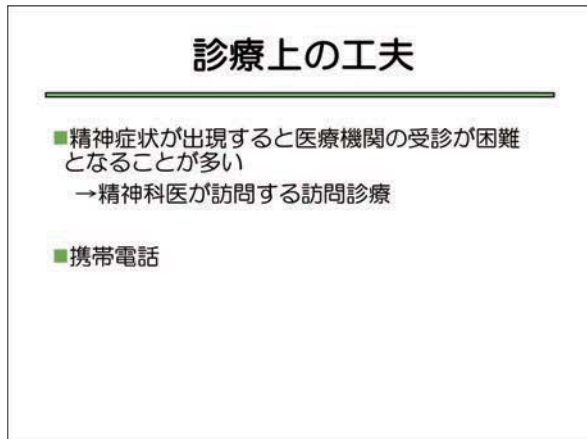 診療上の工夫
■精神症状が出現すると医療機関の受診が困難
となることが多い
→精神科医が訪問する訪問診療
■携帯電話